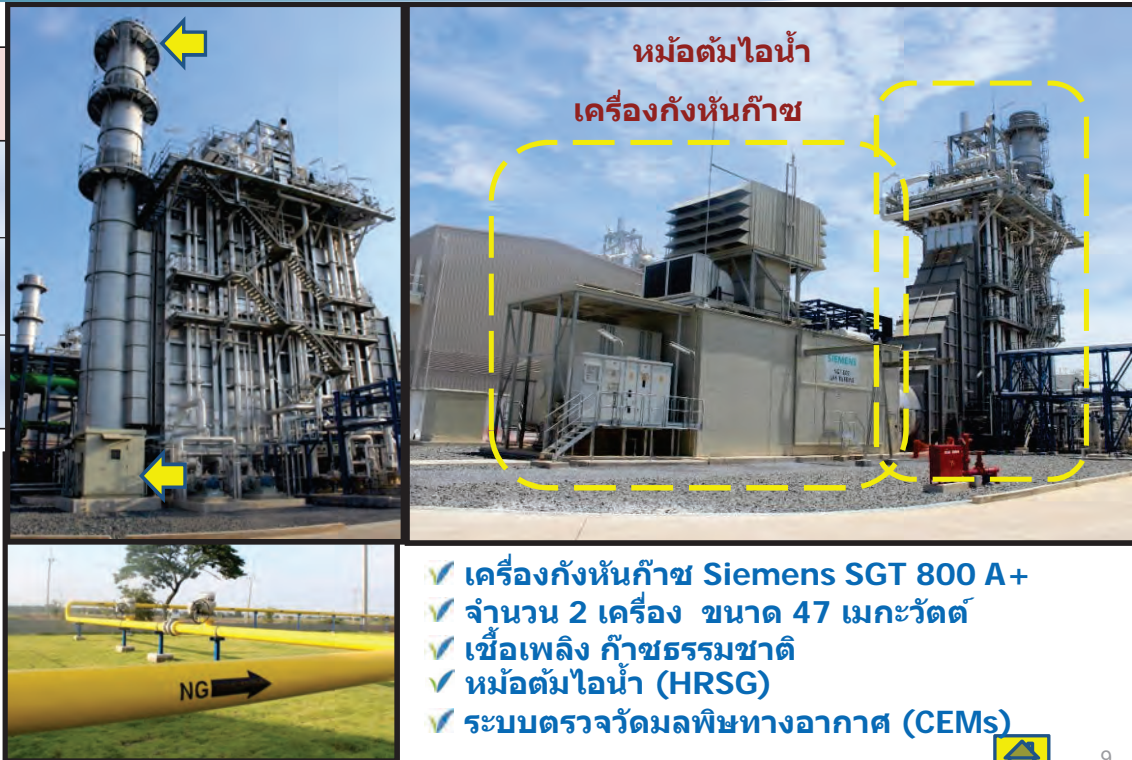 หม้อต้มไอน้ำ
เครื่องกังหันก๊าซ
SIEMENS
NG
เครื่องกังหันก๊าซ Siemens SGT 800 A+
จำนวน 2 เครื่อง ขนาด 47 เมกะวัตต์
เชื้อเพลิง ก๊าซธรรมชาติ
หม้อต้มไอน้ำ (HRSG)
ระบบตรวจวัดมลพิษทางอากาศ (CEMs)
9